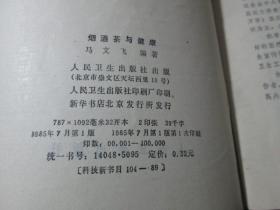 烟酒茶与健康
马文飞 编著
人民卫生出版社出版
(北京市崇文区天坛西里10号)
人民卫生出版社印刷厂印刷
新华书店北京发行所发行
787×1092毫米32开本 2印张 39千字
1985年7月第1版 1985年7月第1版第1次印刷
印数：00,001—100,000
统一书号：14048·5095 定价：0.32元
〔科技新书目104—89〕